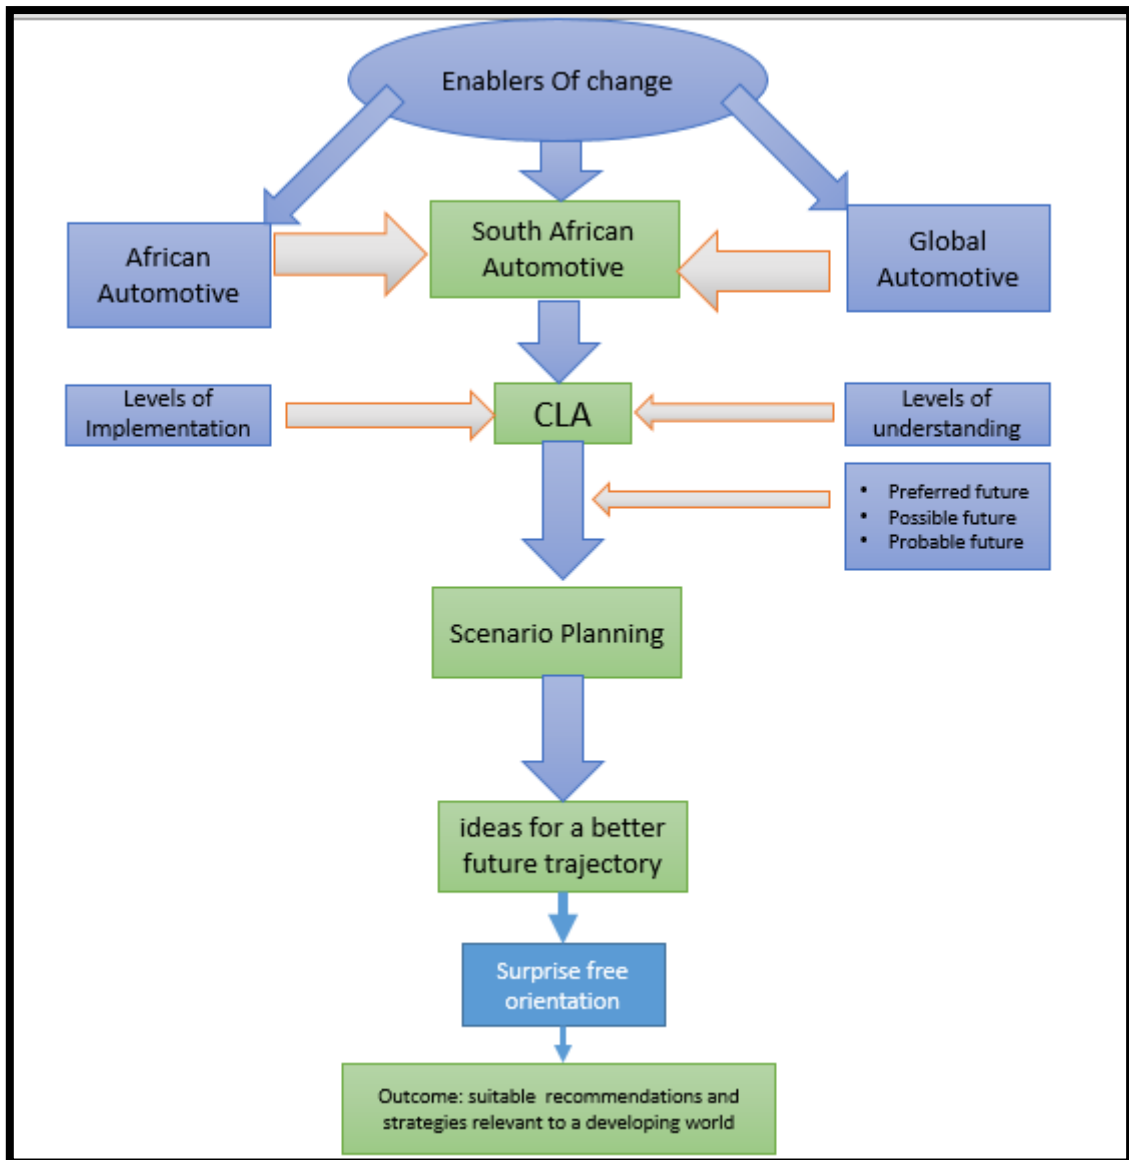 Enablers Of change
African
Automotive
South African
Automotive
Global
Automotive
Levels of
Implementation
CLA
Levels of
understanding
• Preferred future
• Possible future
• Probable future
Scenario Planning
ideas for a better
future trajectory
Surprise free
orientation
Outcome: suitable recommendations and
strategies relevant to a developing world